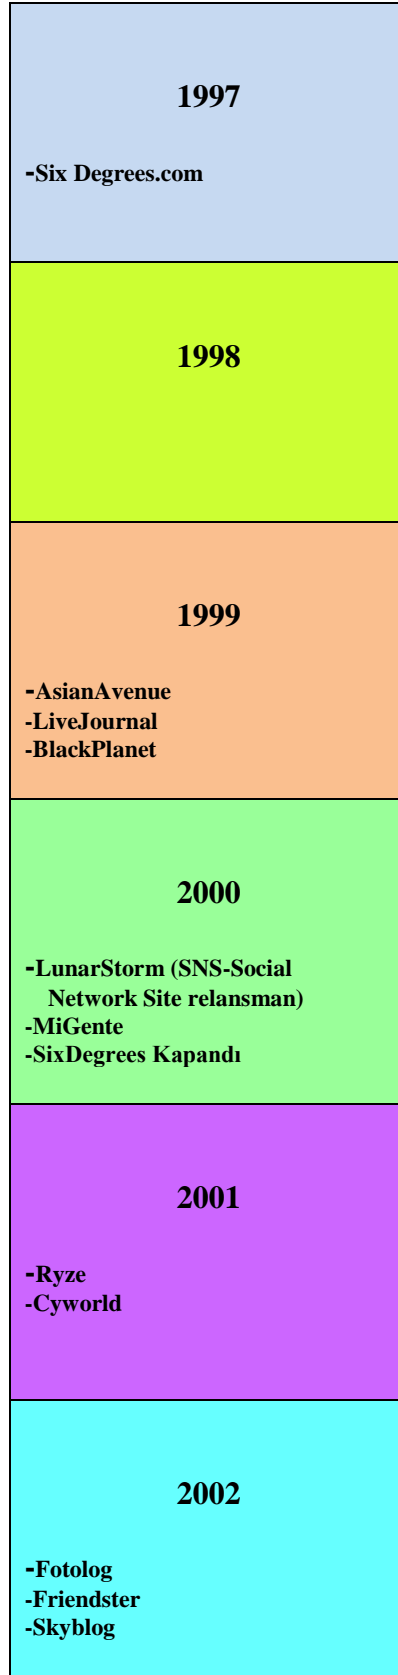 1997
-Six Degrees.com
1998
1999
-AsianAvenue
-LiveJournal
-BlackPlanet
2000
-LunarStorm (SNS-Social
Network Site relansman)
-MiGente
-SixDegrees Kapandı
2001
-Ryze
-Cyworld
2002
-Fotolog
-Friendster
-Skyblog